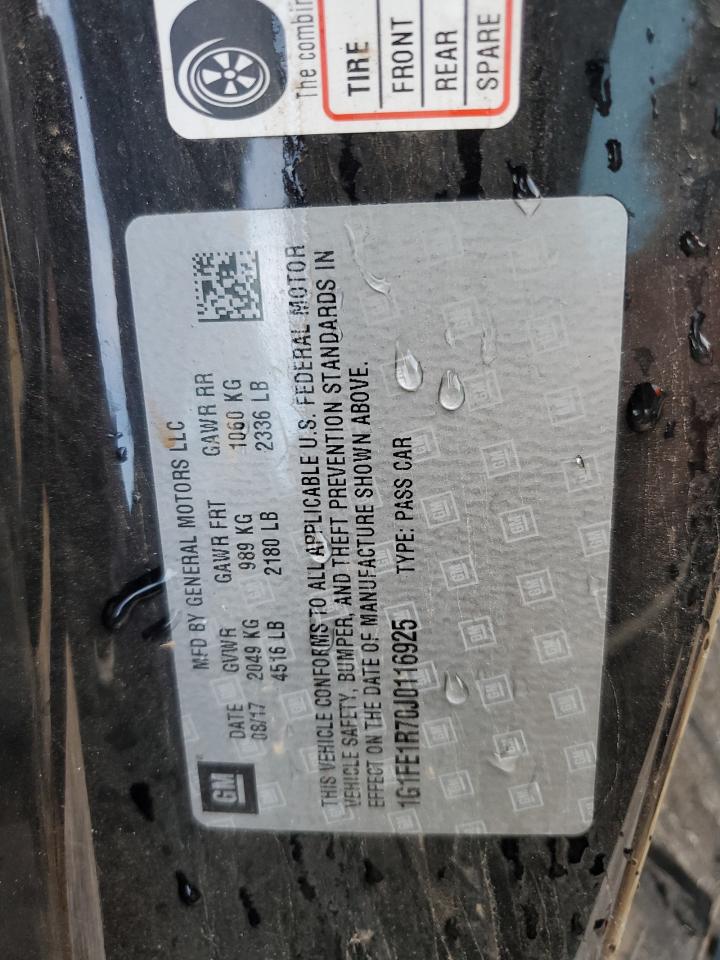 The combin
TIRE
FRONT
REAR
SPARE
MFD BY GENERAL MOTORS LLC
DATE GVWR GAWR FRT GAWR RR
08/17 2049 KG 989 KG 1060 KG
4516 LB 2180 LB 2336 LB
GM
THIS VEHICLE CONFORMS TO ALL APPLICABLE U.S. FEDERAL MOTOR
VEHICLE SAFETY, BUMPER, AND THEFT PREVENTION STANDARDS IN
EFFECT ON THE DATE OF MANUFACTURE SHOWN ABOVE.
1G1FE1R70J0116925 TYPE: PASS CAR